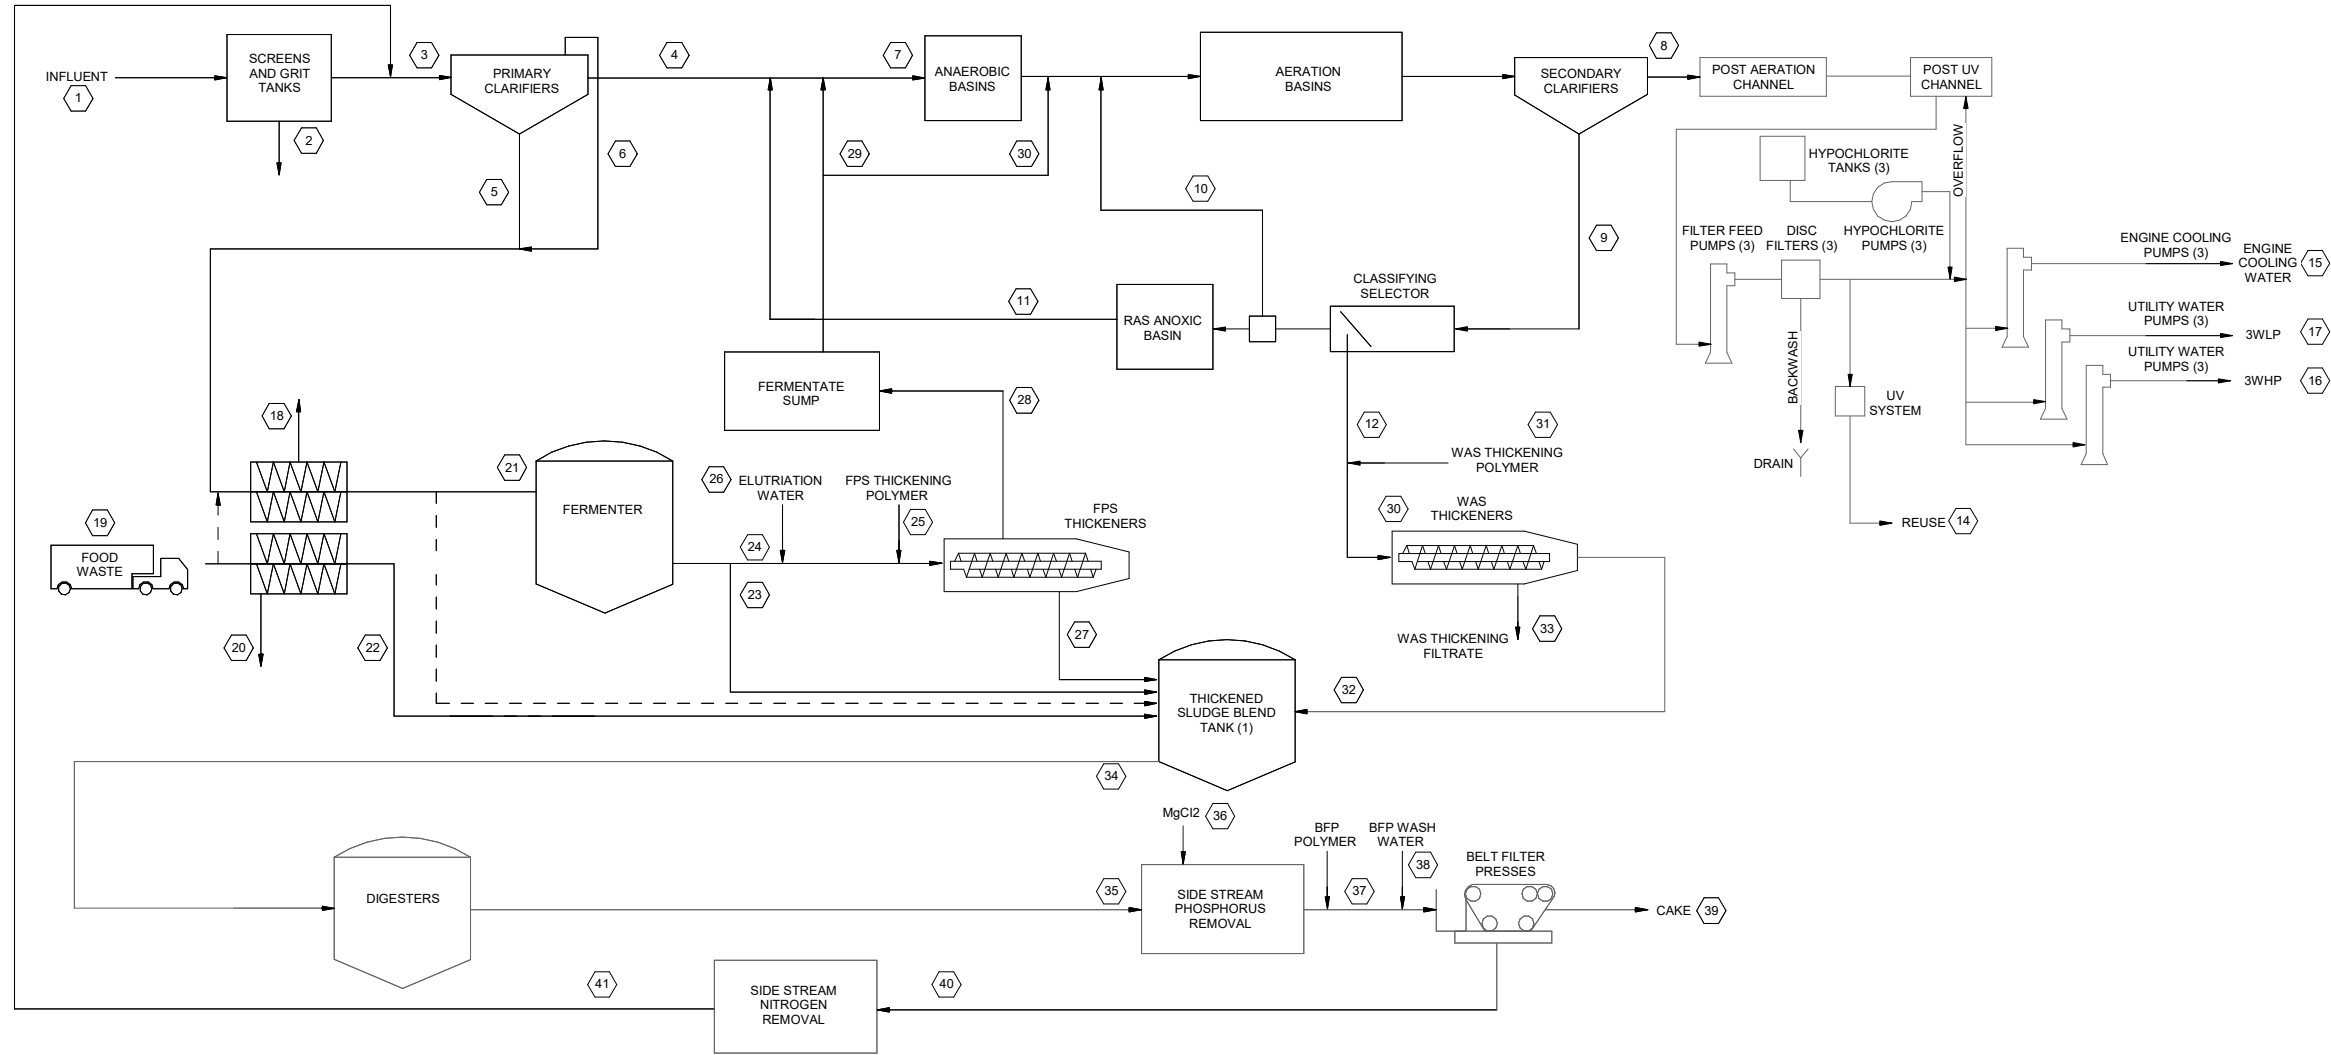 INFLUENT
1
SCREENS
AND GRIT
TANKS
2
3
PRIMARY
CLARIFIERS
4
5
6
7
ANAEROBIC
BASINS
AERATION
BASINS
SECONDARY
CLARIFIERS
8
POST AERATION
CHANNEL
POST UV
CHANNEL
29
30
10
9
HYPOCHLORITE
TANKS (3)
OVERFLOW
FILTER FEED
PUMPS (3)
DISC
FILTERS (3)
HYPOCHLORITE
PUMPS (3)
ENGINE COOLING
PUMPS (3)
ENGINE
COOLING
WATER
15
UTILITY WATER
PUMPS (3)
3WLP
17
UTILITY WATER
PUMPS (3)
3WHP
16
BACKWASH
UV
SYSTEM
DRAIN
REUSE
14
11
RAS ANOXIC
BASIN
CLASSIFYING
SELECTOR
FERMENTATE
SUMP
28
12
31
WAS THICKENING
POLYMER
18
21
FERMENTER
26
ELUTRIATION
WATER
FPS THICKENING
POLYMER
25
FPS
THICKENERS
30
WAS
THICKENERS
19
FOOD
WASTE
24
23
20
22
27
WAS THICKENING
FILTRATE
33
THICKENED
SLUDGE BLEND
TANK (1)
32
34
MgCl2
36
DIGESTERS
35
SIDE STREAM
PHOSPHORUS
REMOVAL
BFP
POLYMER
BFP WASH
WATER
37
38
BELT FILTER
PRESSES
CAKE
39
41
SIDE STREAM
NITROGEN
REMOVAL
40